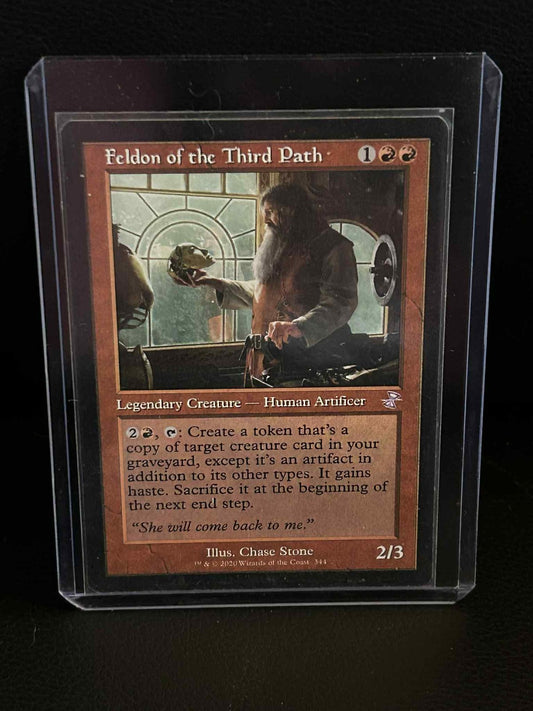 Feldon of the Third Path 1
Legendary Creature — Human Artificer
2, : Create a token that's a
copy of target creature card in your
graveyard, except it's an artifact in
addition to its other types. It gains
haste. Sacrifice it at the beginning of
the next end step.
"She will come back to me."
Illus. Chase Stone 2/3
™ & © 2020 Wizards of the Coast 344